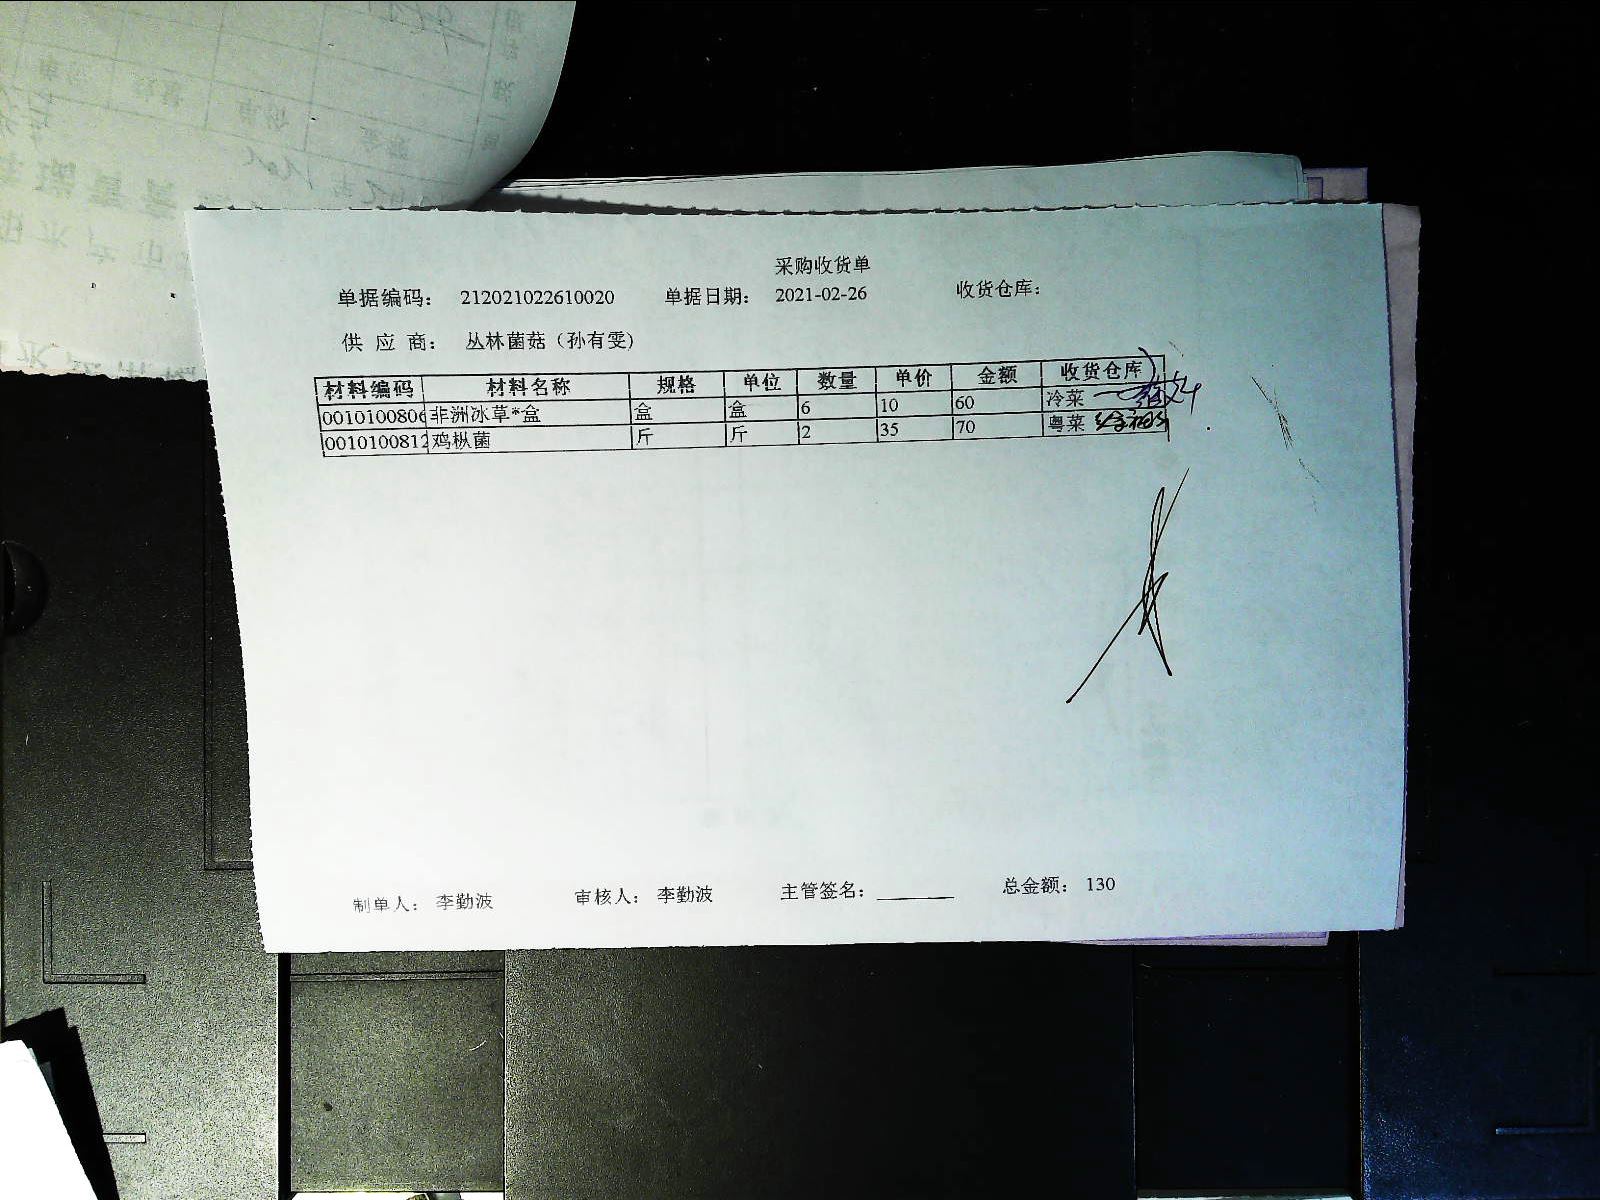 采购收货单
单据编码： 212021022610020 单据日期： 2021-02-26 收货仓库：
供 应 商： 丛林菌菇（孙有雯）
材料编码 材料名称 规格 单位 数量 单价 金额 收货仓库
0010100806 非洲冰草*盒 盒 盒 6 10 60 冷菜
0010100812 鸡枞菌 斤 斤 2 35 70 粤菜
制单人： 李勤波 审核人： 李勤波 主管签名： 总金额： 130